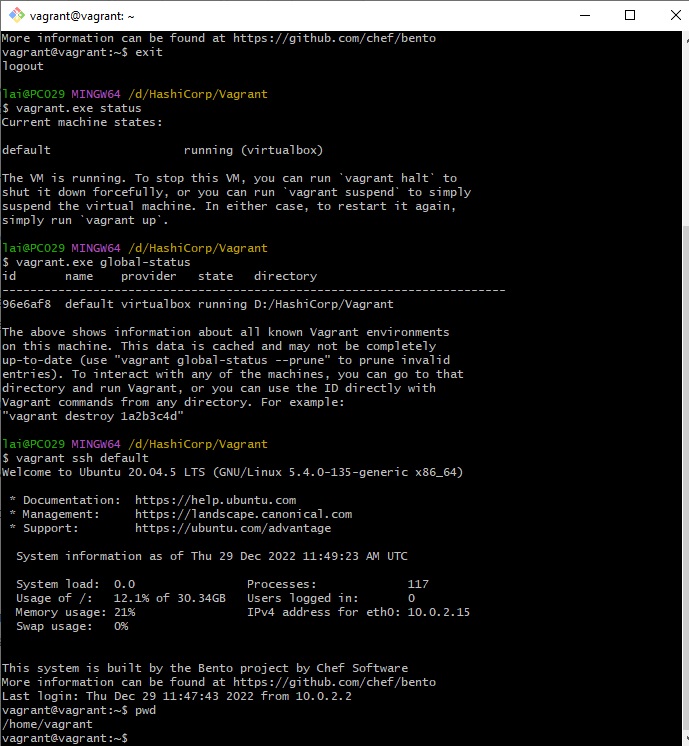 vagrant@vagrant: ~
More information can be found at https://github.com/chef/bento
vagrant@vagrant:~$ exit
logout
lai@PC029 MINGW64 /d/HashiCorp/Vagrant
$ vagrant.exe status
Current machine states:
default                   running (virtualbox)
The VM is running. To stop this VM, you can run `vagrant halt` to
shut it down forcefully, or you can run `vagrant suspend` to simply
suspend the virtual machine. In either case, to restart it again,
simply run `vagrant up`.
lai@PC029 MINGW64 /d/HashiCorp/Vagrant
$ vagrant.exe global-status
id       name    provider   state   directory
------------------------------------------------------------------------
96e6af8  default virtualbox running D:/HashiCorp/Vagrant
The above shows information about all known Vagrant environments
on this machine. This data is cached and may not be completely
up-to-date (use "vagrant global-status --prune" to prune invalid
entries). To interact with any of the machines, you can go to that
directory and run Vagrant, or you can use the ID directly with
Vagrant commands from any directory. For example:
"vagrant destroy 1a2b3c4d"
lai@PC029 MINGW64 /d/HashiCorp/Vagrant
$ vagrant ssh default
Welcome to Ubuntu 20.04.5 LTS (GNU/Linux 5.4.0-135-generic x86_64)
 * Documentation:  https://help.ubuntu.com
 * Management:     https://landscape.canonical.com
 * Support:        https://ubuntu.com/advantage
  System information as of Thu 29 Dec 2022 11:49:23 AM UTC
  System load:  0.0                Processes:             117
  Usage of /:   12.1% of 30.34GB   Users logged in:       0
  Memory usage: 21%                IPv4 address for eth0: 10.0.2.15
  Swap usage:   0%
This system is built by the Bento project by Chef Software
More information can be found at https://github.com/chef/bento
Last login: Thu Dec 29 11:47:43 2022 from 10.0.2.2
vagrant@vagrant:~$ pwd
/home/vagrant
vagrant@vagrant:~$